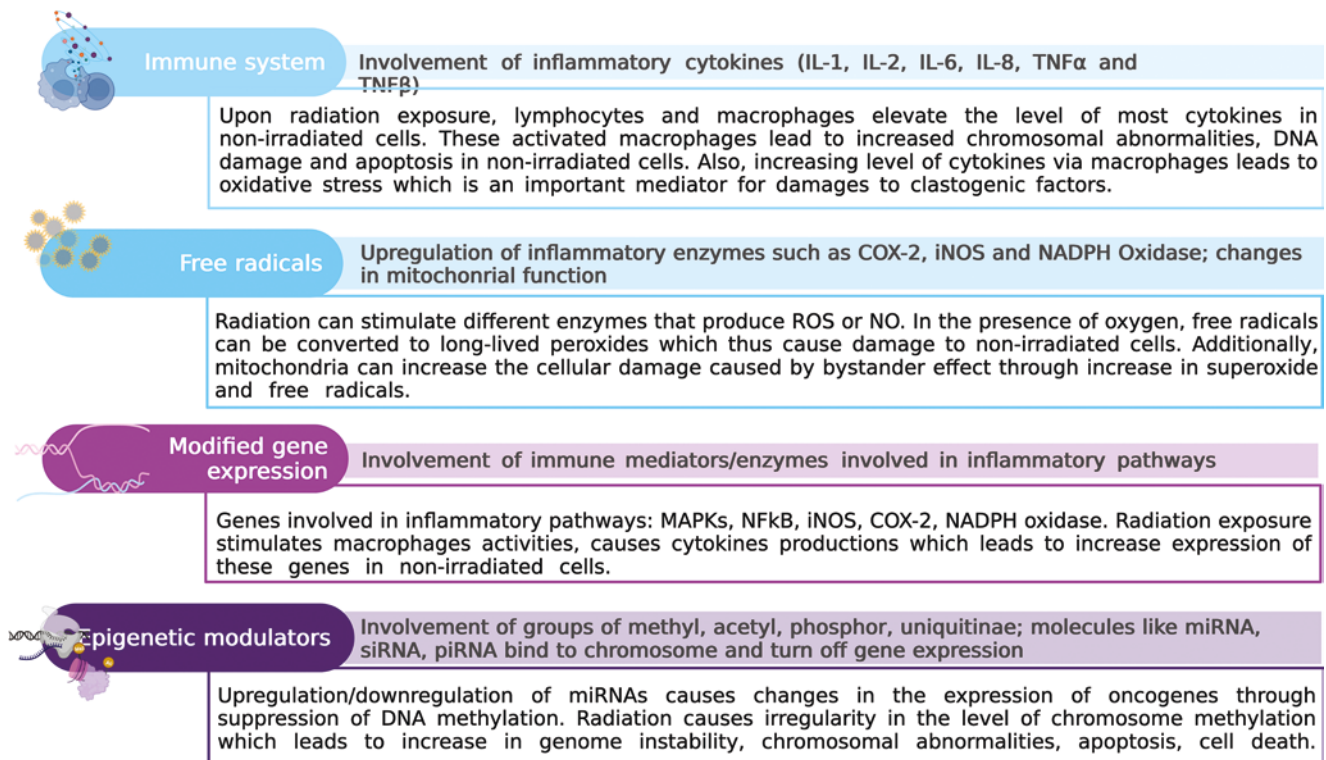 Immune system
Involvement of inflammatory cytokines (IL-1, IL-2, IL-6, IL-8, TNFα and
TNFβ)
Upon radiation exposure, lymphocytes and macrophages elevate the level of most cytokines in
non-irradiated cells. These activated macrophages lead to increased chromosomal abnormalities, DNA
damage and apoptosis in non-irradiated cells. Also, increasing level of cytokines via macrophages leads to
oxidative stress which is an important mediator for damages to clastogenic factors.
Free radicals
Upregulation of inflammatory enzymes such as COX-2, iNOS and NADPH Oxidase; changes
in mitochonrial function
Radiation can stimulate different enzymes that produce ROS or NO. In the presence of oxygen, free radicals
can be converted to long-lived peroxides which thus cause damage to non-irradiated cells. Additionally,
mitochondria can increase the cellular damage caused by bystander effect through increase in superoxide
and free radicals.
Modified gene
expression
Involvement of immune mediators/enzymes involved in inflammatory pathways
Genes involved in inflammatory pathways: MAPKs, NFkB, iNOS, COX-2, NADPH oxidase. Radiation exposure
stimulates macrophages activities, causes cytokines productions which leads to increase expression of
these genes in non-irradiated cells.
Epigenetic modulators
Involvement of groups of methyl, acetyl, phosphor, uniquitinae; molecules like miRNA,
siRNA, piRNA bind to chromosome and turn off gene expression
Upregulation/downregulation of miRNAs causes changes in the expression of oncogenes through
suppression of DNA methylation. Radiation causes irregularity in the level of chromosome methylation
which leads to increase in genome instability, chromosomal abnormalities, apoptosis, cell death.